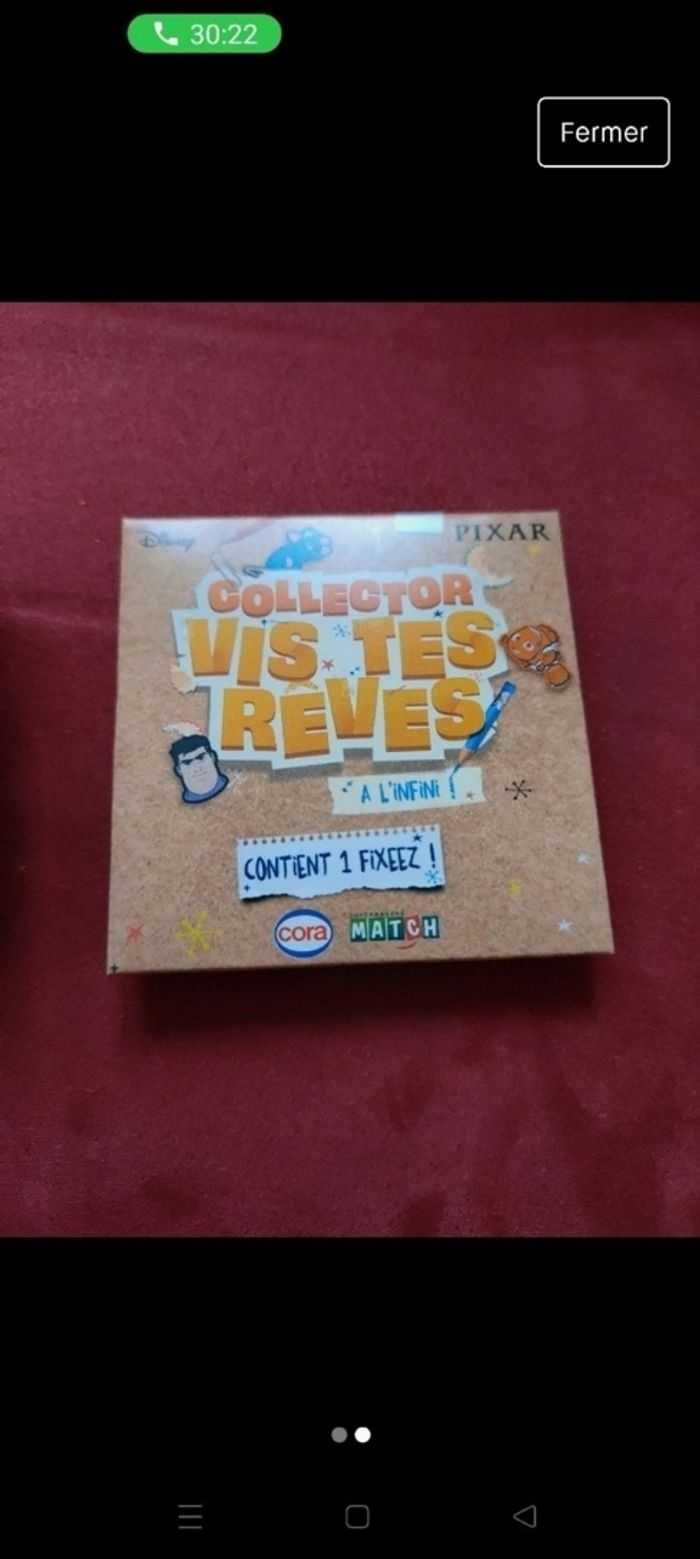 30:22
Fermer
Disney
PIXAR
COLLECTOR
VIS TES
RÊVES
A L'iNFiNi !
CONTiENT 1 FiXEEZ !
cora
MATCH